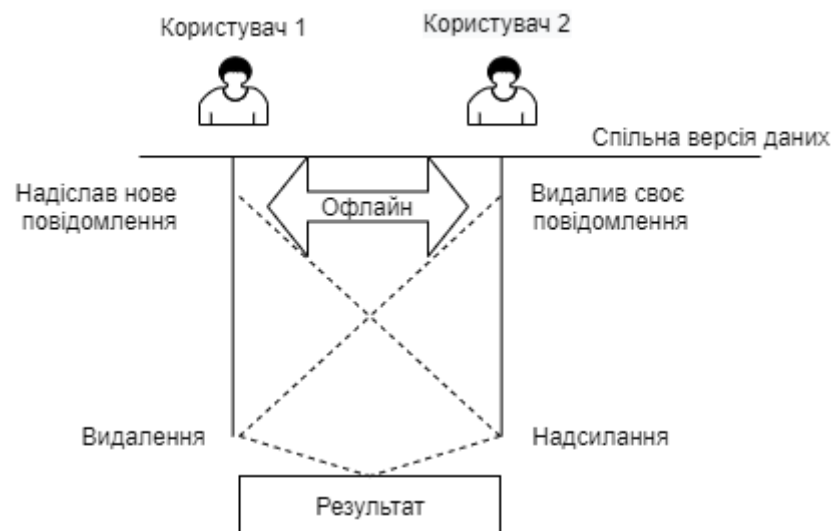 Користувач 1
Користувач 2
Спільна версія даних
Надіслав нове
повідомлення
Офлайн
Видалив своє
повідомлення
Видалення
Надсилання
Результат